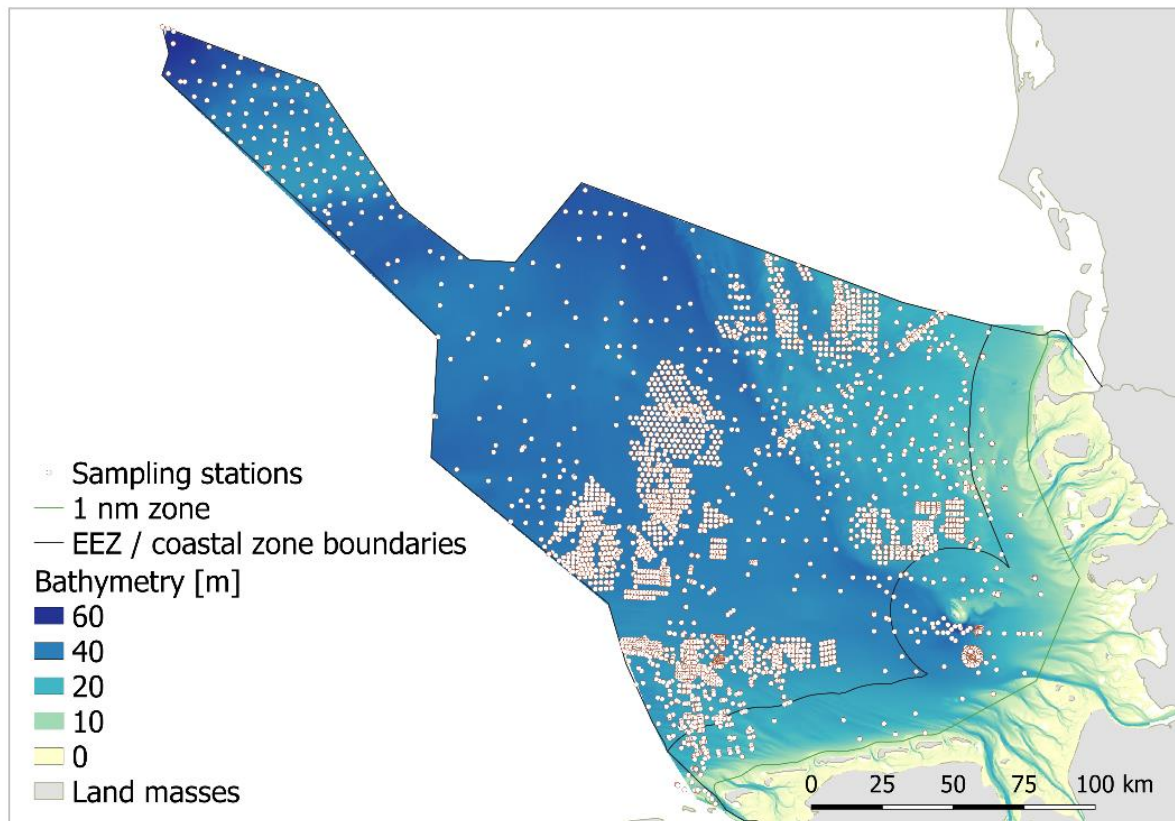 Sampling stations
1 nm zone
EEZ / coastal zone boundaries
Bathymetry [m]
60
40
20
10
0
Land masses
0 25 50 75 100 km